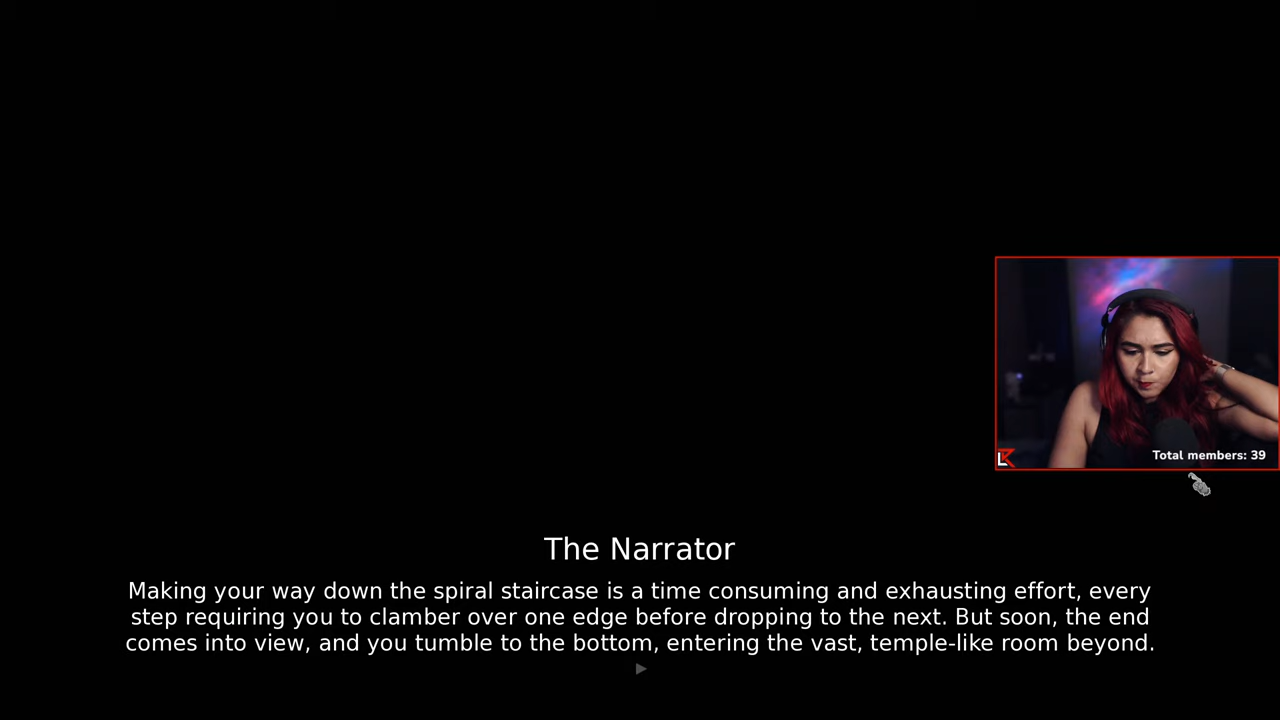 Total members: 39
The Narrator
Making your way down the spiral staircase is a time consuming and exhausting effort, every
step requiring you to clamber over one edge before dropping to the next. But soon, the end
comes into view, and you tumble to the bottom, entering the vast, temple-like room beyond.